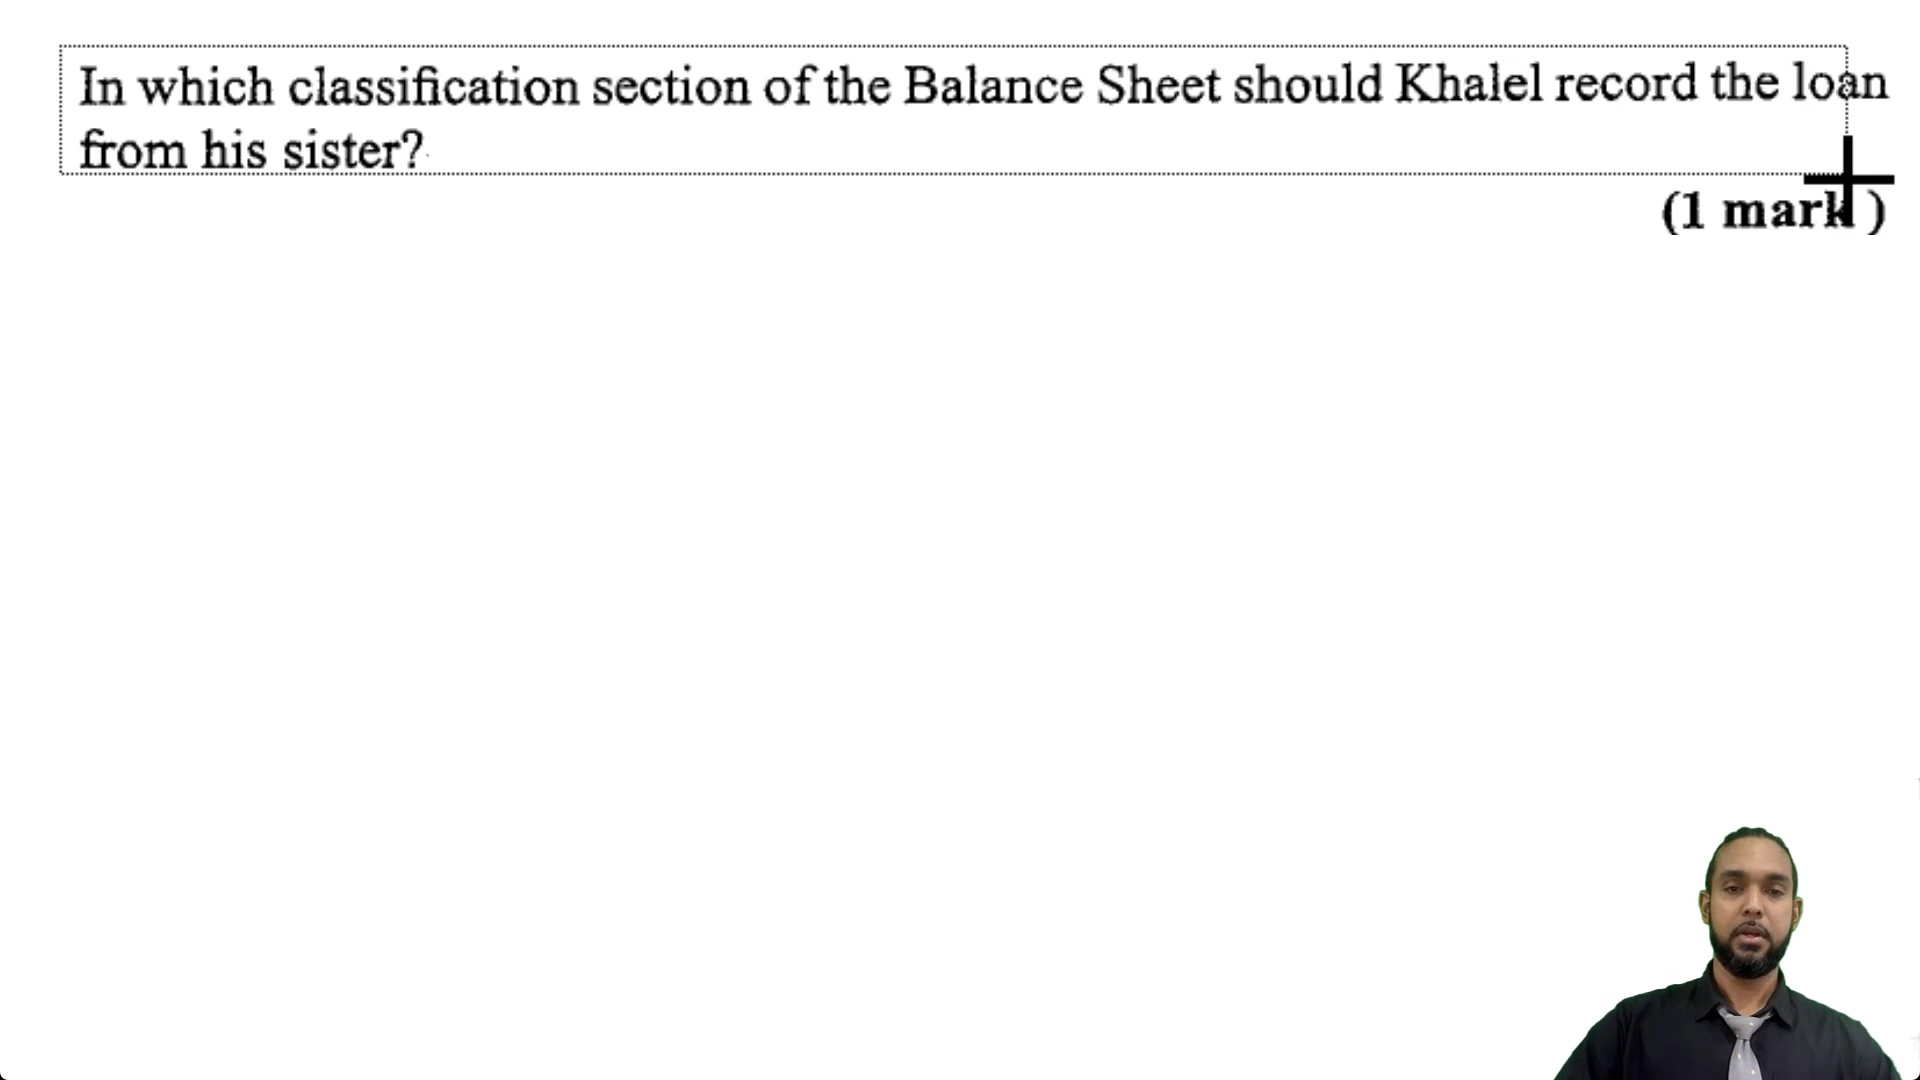 In which classification section of the Balance Sheet should Khalel record the loan
from his sister?
(1 mark )